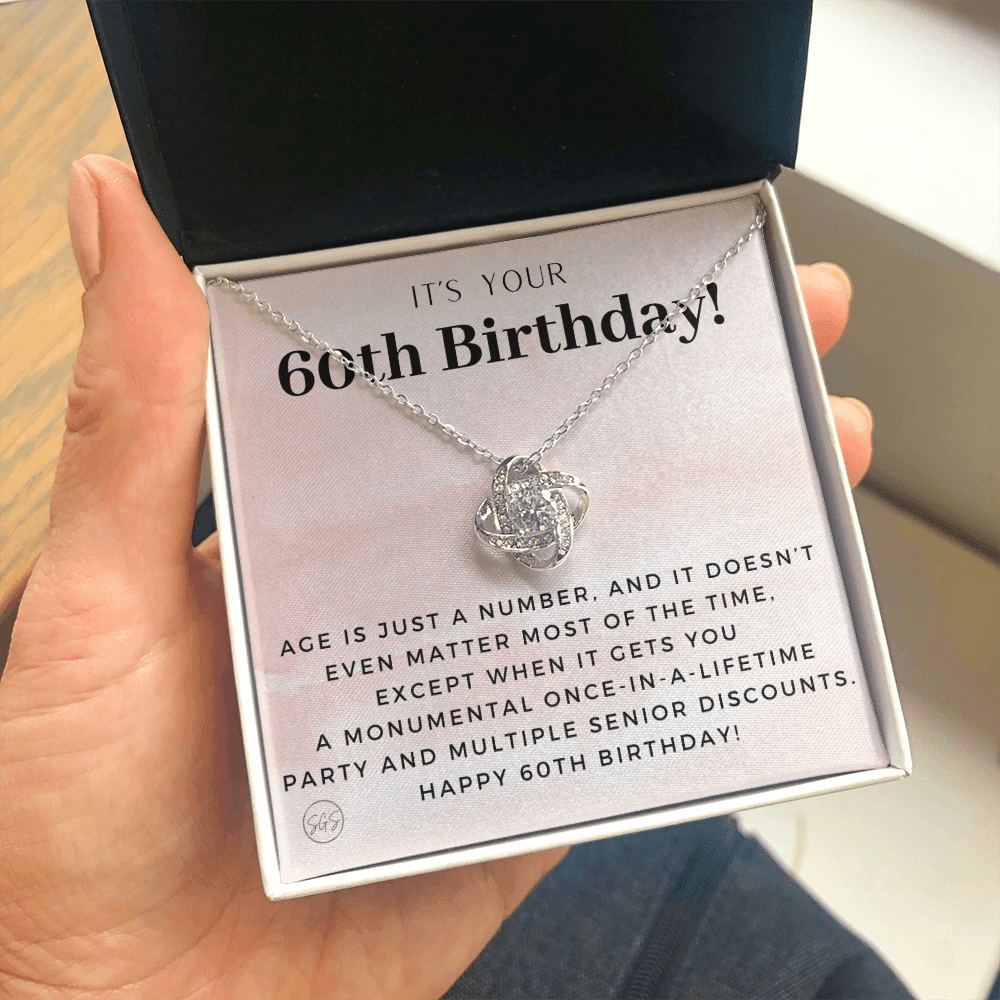 IT'S YOUR
60th Birthday!
AGE IS JUST A NUMBER, AND IT DOESN'T
EVEN MATTER MOST OF THE TIME,
EXCEPT WHEN IT GETS YOU
A MONUMENTAL ONCE-IN-A-LIFETIME
PARTY AND MULTIPLE SENIOR DISCOUNTS.
HAPPY 60TH BIRTHDAY!
SGS